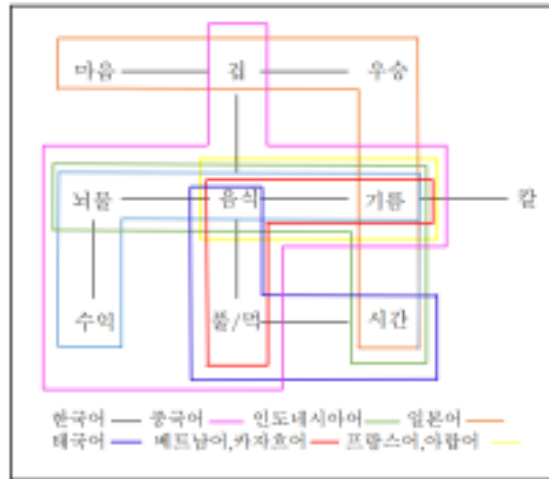 마음 겁 우승
뇌물 음식 기름 칼
수익 풀/먹 시간
한국어 중국어 인도네시아어 일본어
태국어 베트남어,카자흐어 프랑스어,아랍어